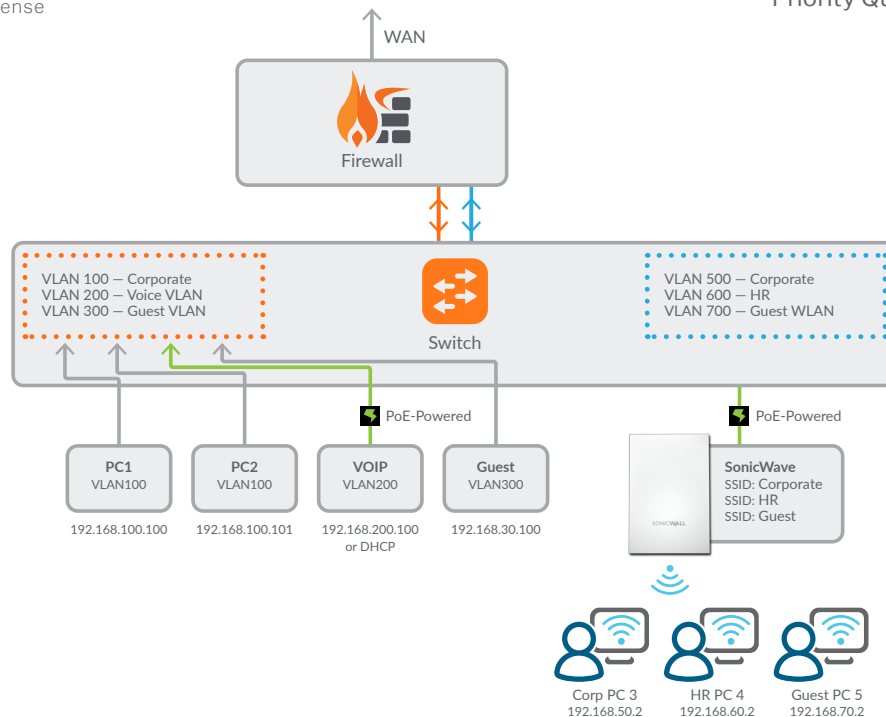 ense
Priority Qu
WAN
Firewall
VLAN 100 — Corporate
VLAN 200 — Voice VLAN
VLAN 300 — Guest VLAN
Switch
VLAN 500 — Corporate
VLAN 600 — HR
VLAN 700 — Guest WLAN
PoE-Powered
PoE-Powered
PC1
VLAN100
192.168.100.100
PC2
VLAN100
192.168.100.101
VOIP
VLAN200
192.168.200.100
or DHCP
Guest
VLAN300
192.168.30.100
SonicWave
SSID: Corporate
SSID: HR
SSID: Guest
SONICWALL
Corp PC 3
192.168.50.2
HR PC 4
192.168.60.2
Guest PC 5
192.168.70.2